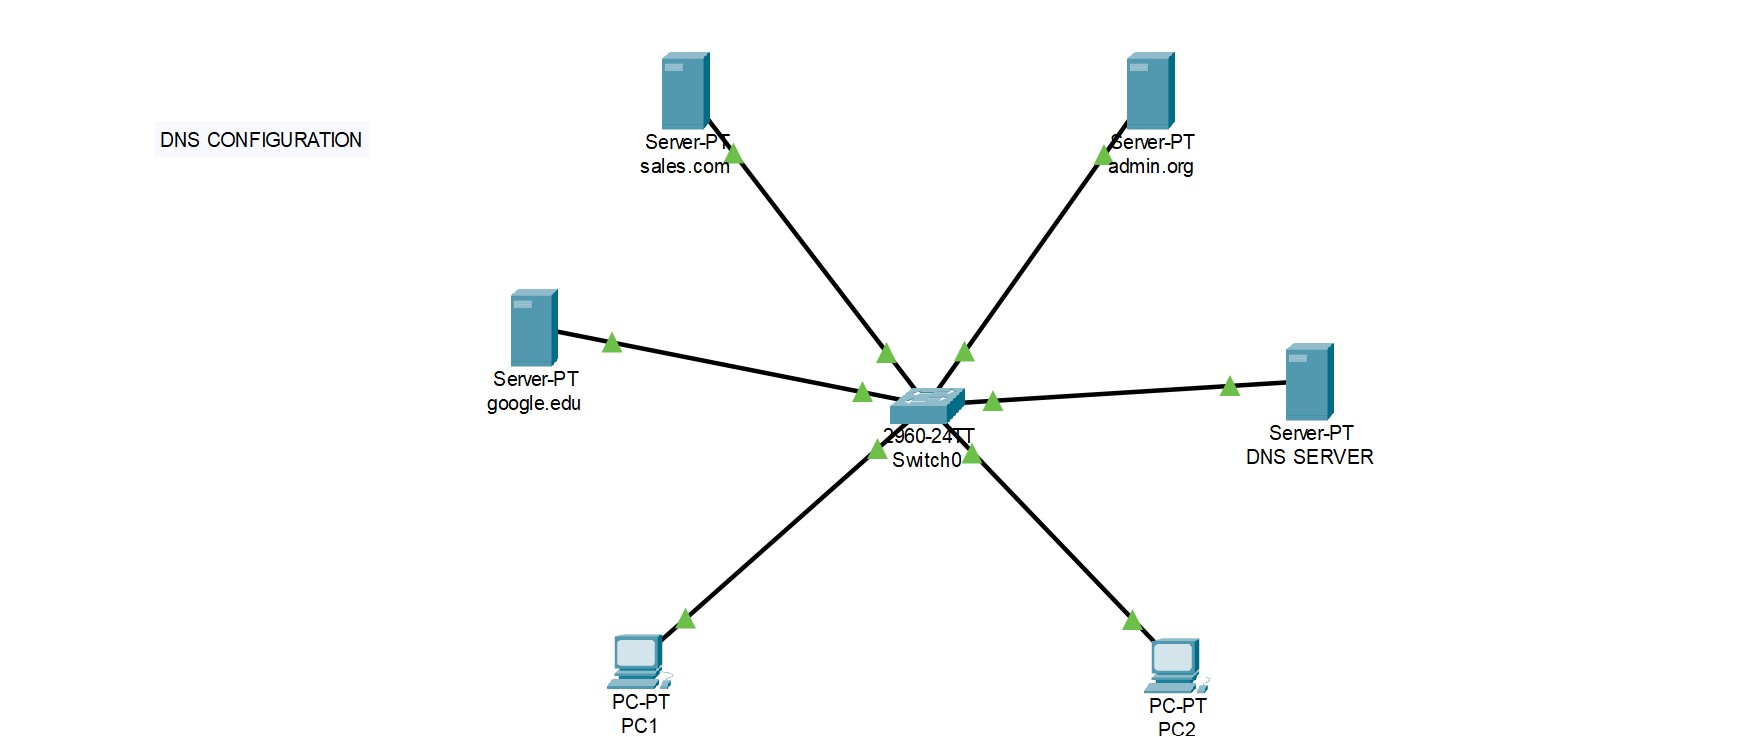 DNS CONFIGURATION
Server-PT
sales.com
Server-PT
admin.org
Server-PT
google.edu
2960-24TT
Switch0
Server-PT
DNS SERVER
PC-PT
PC1
PC-PT
PC2